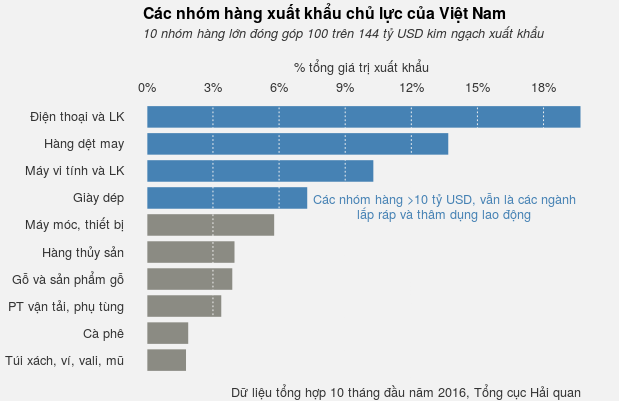 Các nhóm hàng xuất khẩu chủ lực của Việt Nam
10 nhóm hàng lớn đóng góp 100 trên 144 tỷ USD kim ngạch xuất khẩu
% tổng giá trị xuất khẩu
0% 3% 6% 9% 12% 15% 18%
Điện thoại và LK
Hàng dệt may
Máy vi tính và LK
Giày dép
Các nhóm hàng >10 tỷ USD, vẫn là các ngành
lắp ráp và thâm dụng lao động
Máy móc, thiết bị
Hàng thủy sản
Gỗ và sản phẩm gỗ
PT vận tải, phụ tùng
Cà phê
Túi xách, ví, vali, mũ
Dữ liệu tổng hợp 10 tháng đầu năm 2016, Tổng cục Hải quan